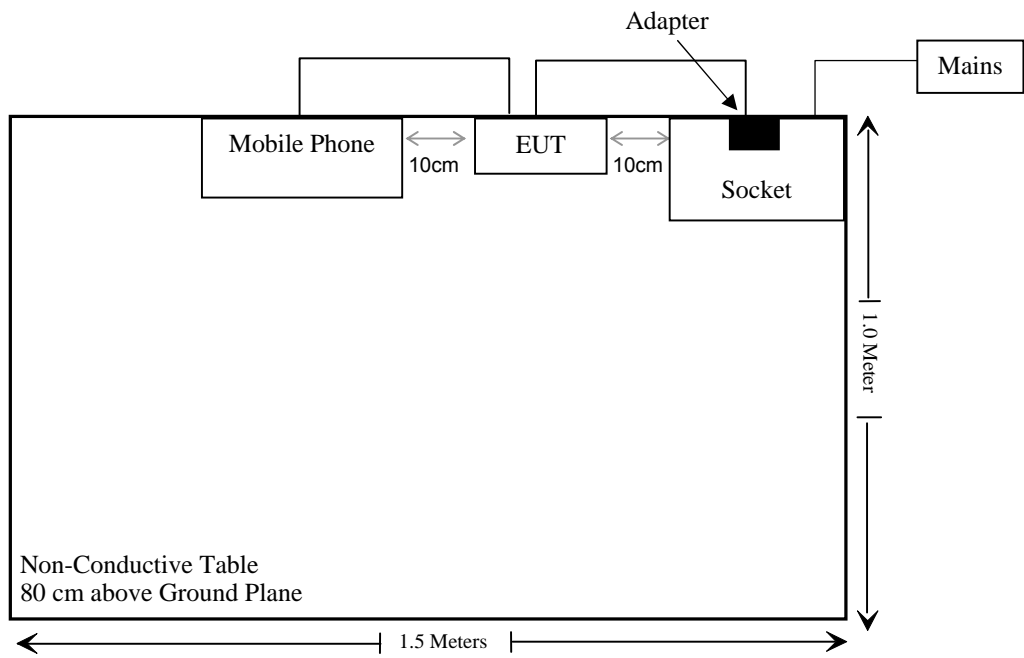 Adapter
Mains
Mobile Phone
EUT
10cm
10cm
Socket
1.0 Meter
Non-Conductive Table
80 cm above Ground Plane
1.5 Meters